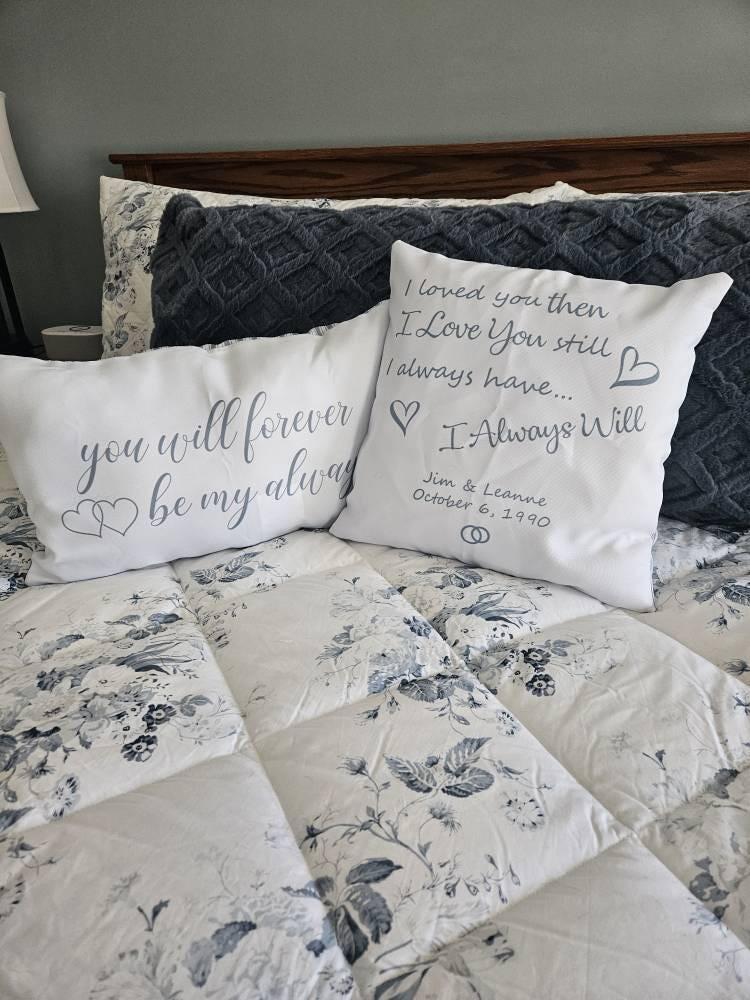 you will forever
be my alway
I loved you then
I Love You still
I always have...
I Always Will
Jim & Leanne
October 6, 1990